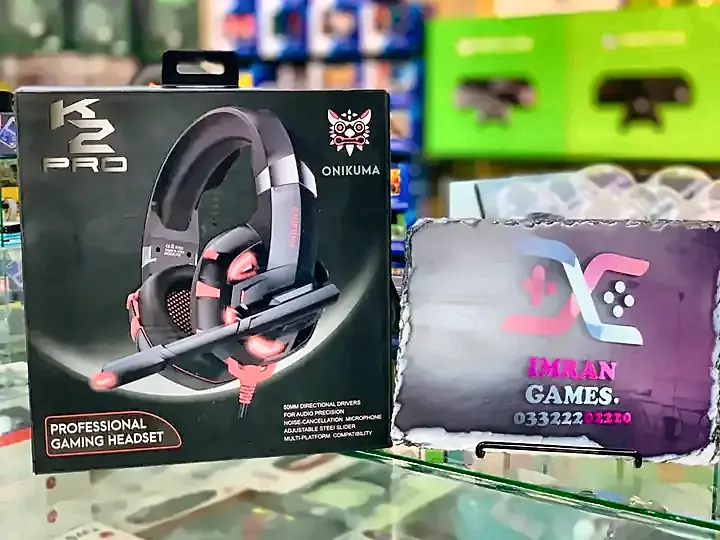 K2
PRO
ONIKUMA
PROFESSIONAL
GAMING HEADSET
50MM DIRECTIONAL DRIVERS
FOR AUDIO PRECISION
NOISE-CANCELLATION MICROPHONE
ADJUSTABLE STEEL SLIDER
MULTI-PLATFORM COMPATIBILITY
IMRAN
GAMES.
03322202220